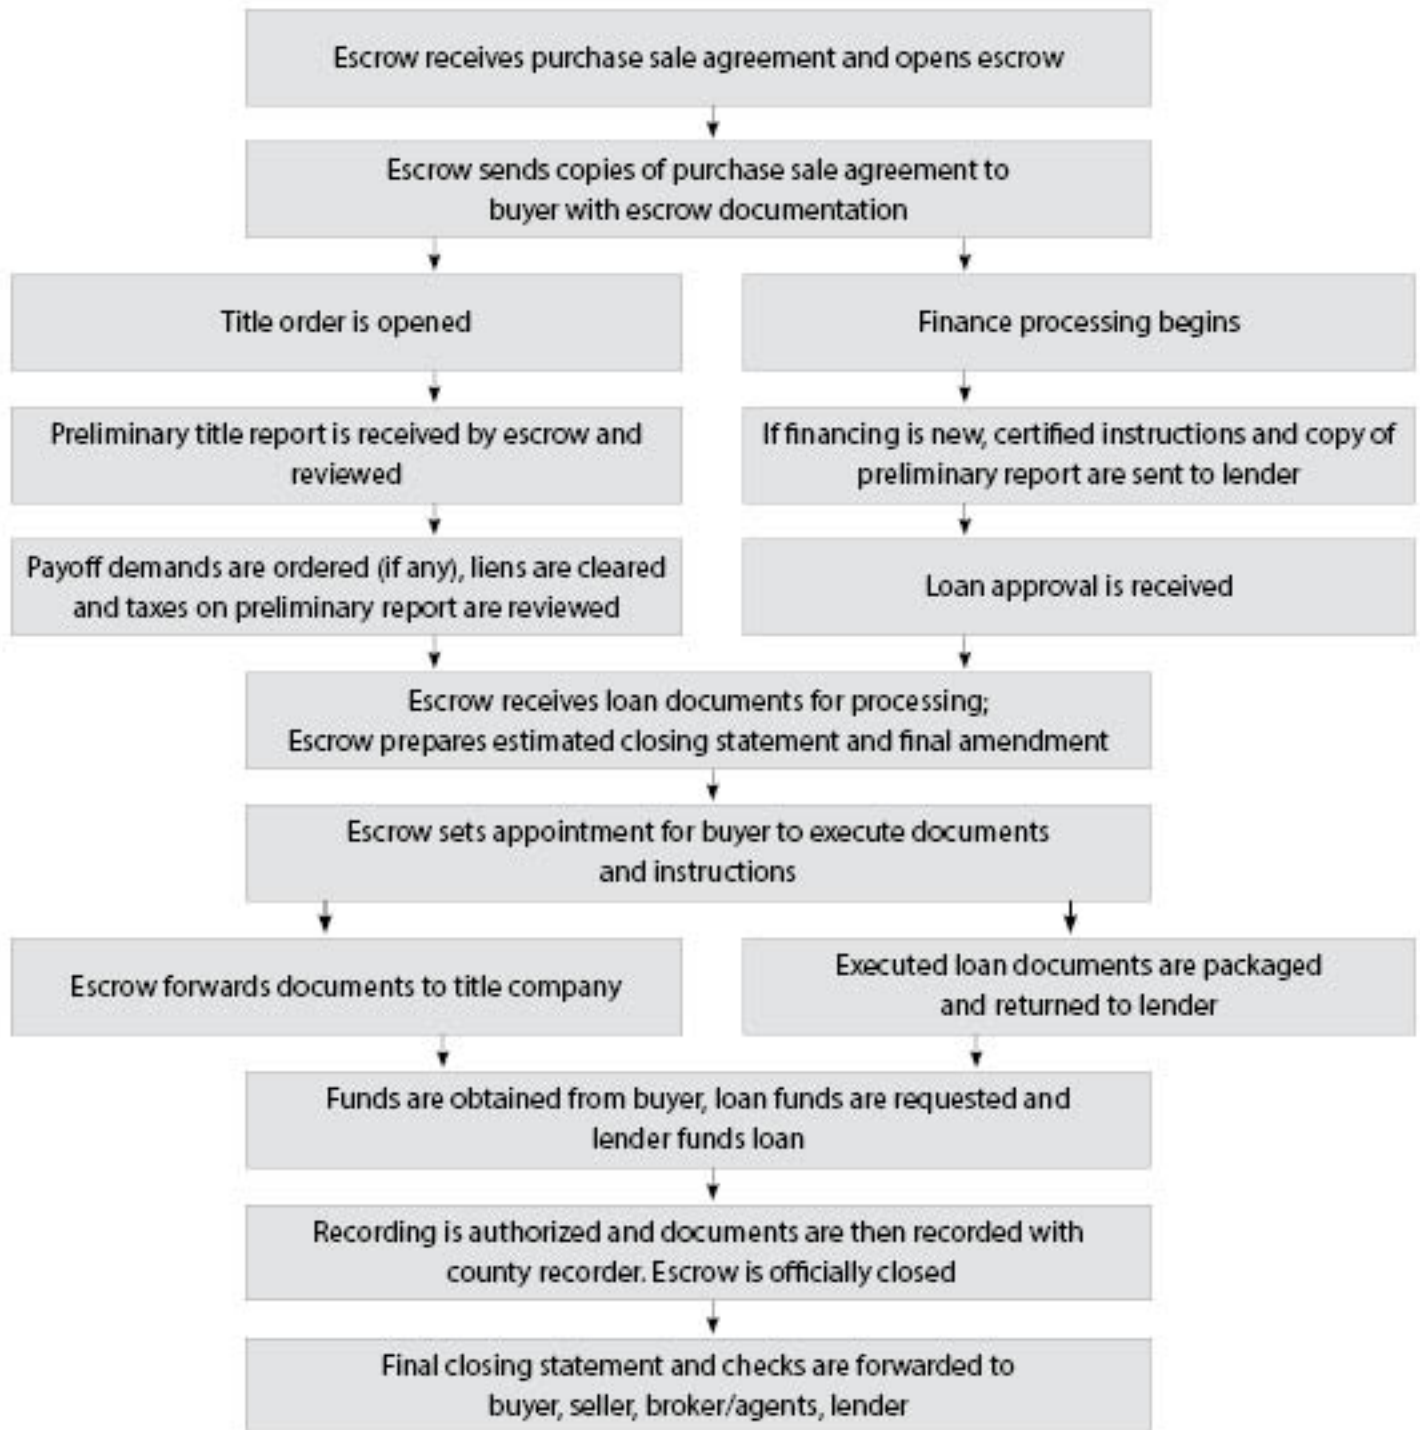 Escrow receives purchase sale agreement and opens escrow
Escrow sends copies of purchase sale agreement to
buyer with escrow documentation
Title order is opened
Finance processing begins
Preliminary title report is received by escrow and
reviewed
If financing is new, certified instructions and copy of
preliminary report are sent to lender
Payoff demands are ordered (if any), liens are cleared
and taxes on preliminary report are reviewed
Loan approval is received
Escrow receives loan documents for processing;
Escrow prepares estimated closing statement and final amendment
Escrow sets appointment for buyer to execute documents
and instructions
Escrow forwards documents to title company
Executed loan documents are packaged
and returned to lender
Funds are obtained from buyer, loan funds are requested and
lender funds loan
Recording is authorized and documents are then recorded with
county recorder. Escrow is officially closed
Final closing statement and checks are forwarded to
buyer, seller, broker/agents, lender